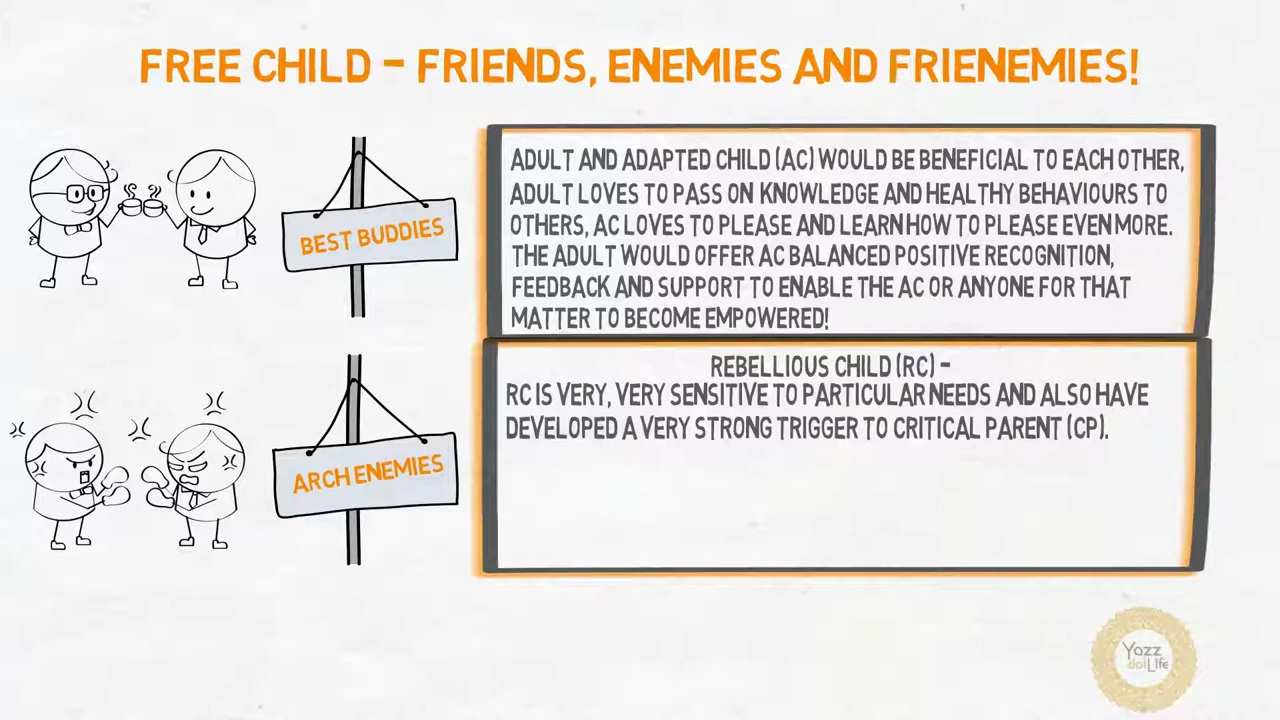 FREE CHILD - FRIENDS, ENEMIES AND FRIENEMIES!
BEST BUDDIES
ADULT AND ADAPTED CHILD (AC) WOULD BE BENEFICIAL TO EACH OTHER,
ADULT LOVES TO PASS ON KNOWLEDGE AND HEALTHY BEHAVIOURS TO
OTHERS, AC LOVES TO PLEASE AND LEARN HOW TO PLEASE EVEN MORE.
THE ADULT WOULD OFFER AC BALANCED POSITIVE RECOGNITION,
FEEDBACK AND SUPPORT TO ENABLE THE AC OR ANYONE FOR THAT
MATTER TO BECOME EMPOWERED!
ARCH ENEMIES
REBELLIOUS CHILD (RC) -
RC IS VERY, VERY SENSITIVE TO PARTICULAR NEEDS AND ALSO HAVE
DEVELOPED A VERY STRONG TRIGGER TO CRITICAL PARENT (CP).
Yazz
dotLife